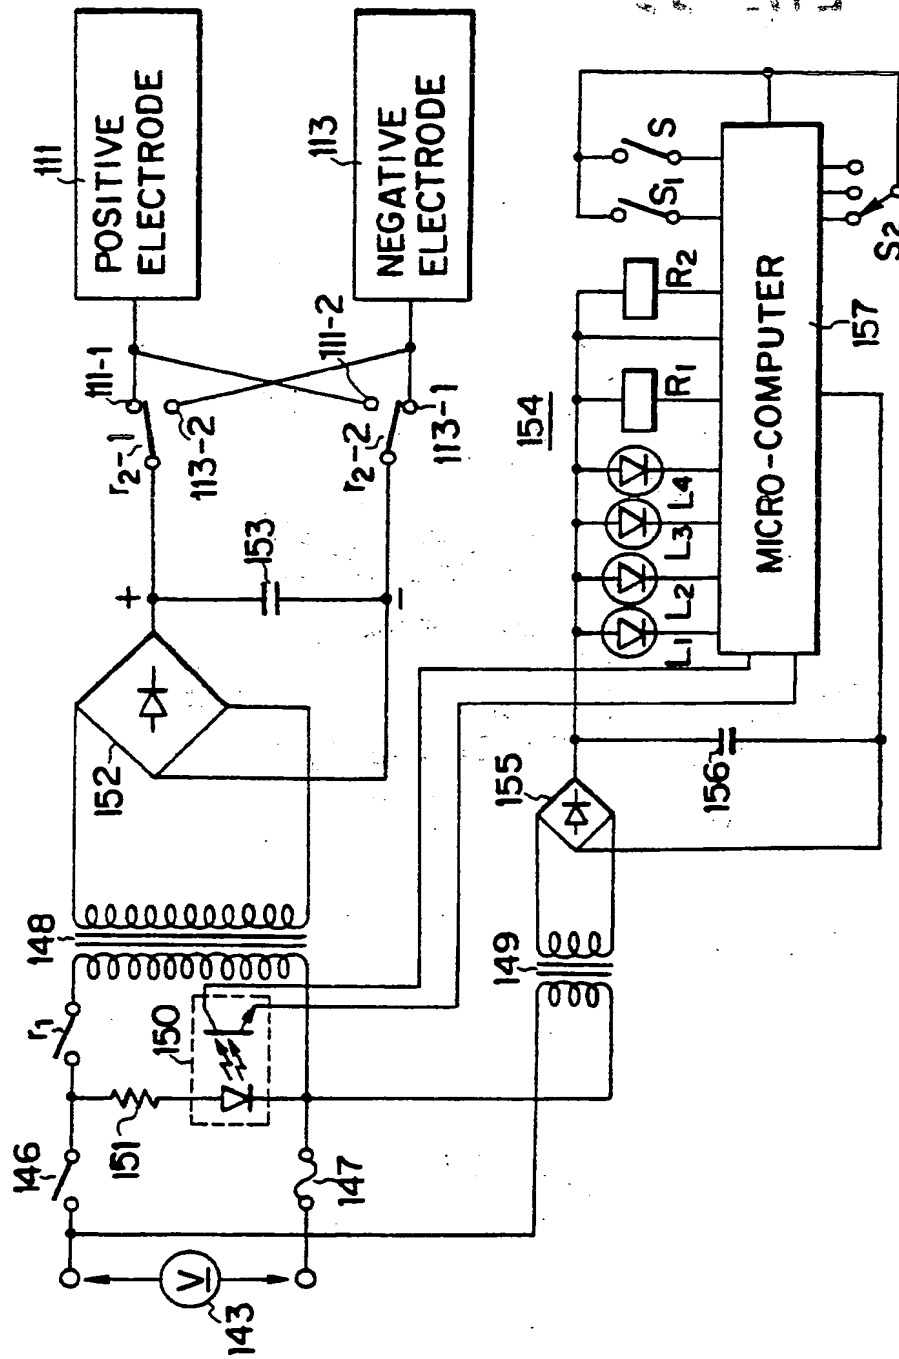 111
POSITIVE
ELECTRODE
113
NEGATIVE
ELECTRODE
111-1
111-2
r2-1
113-2
r2-2
113-1
+
153
-
152
148
r1
150
151
146
147
V
143
149
155
156
154
L1
L2
L3
L4
R1
R2
S1
S
S2
MICRO-COMPUTER
157